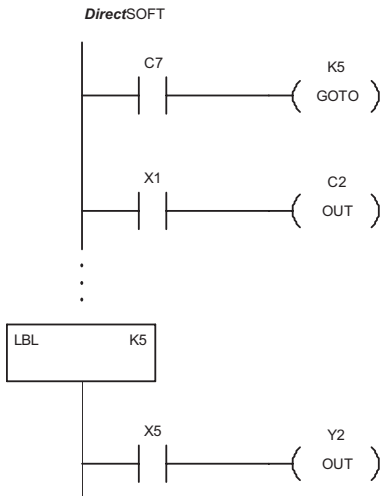 DirectSOFT
C7 K5
GOTO
X1 C2
OUT
LBL K5
X5 Y2
OUT